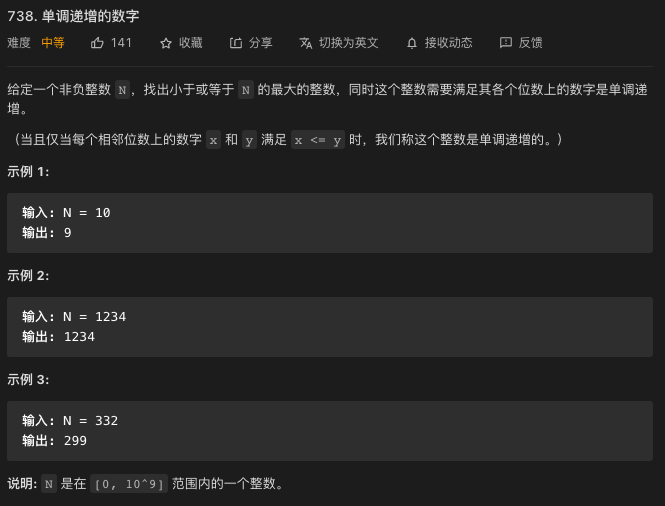 738. 单调递增的数字
难度 中等 141 收藏 分享 切换为英文 接收动态 反馈
给定一个非负整数 N，找出小于或等于 N 的最大的整数，同时这个整数需要满足其各个位数上的数字是单调递
增。
（当且仅当每个相邻位数上的数字 x 和 y 满足 x <= y 时，我们称这个整数是单调递增的。）
示例 1:
输入: N = 10
输出: 9
示例 2:
输入: N = 1234
输出: 1234
示例 3:
输入: N = 332
输出: 299
说明: N 是在 [0, 10^9] 范围内的一个整数。